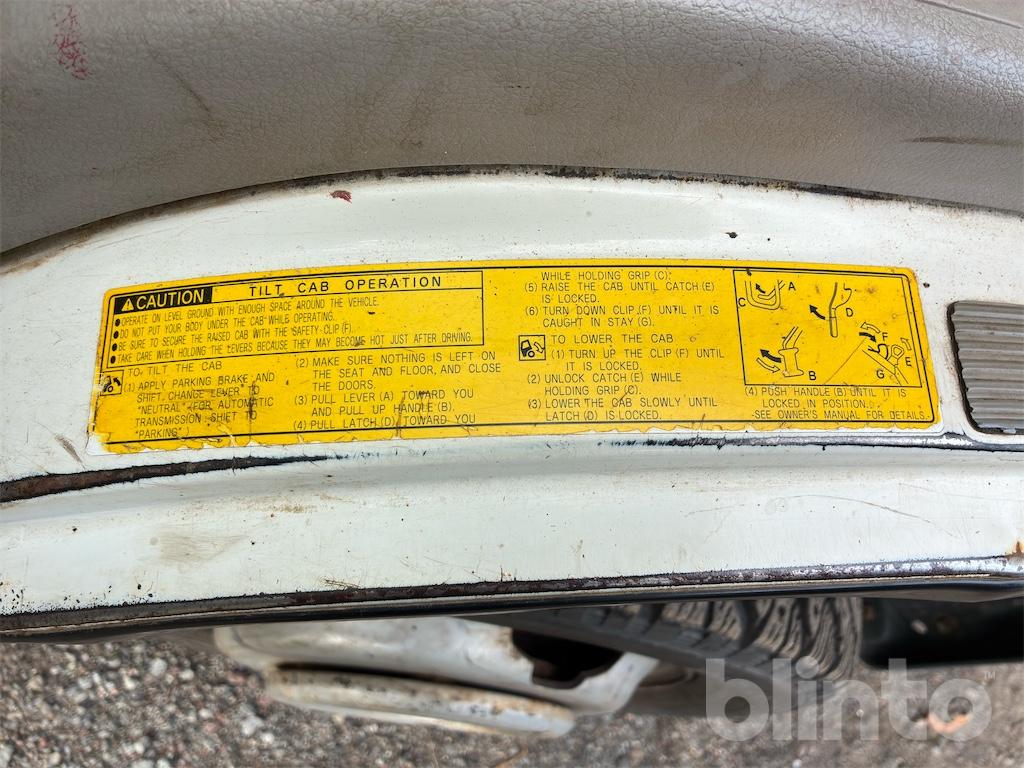 CAUTION TILT CAB OPERATION
•OPERATE ON LEVEL GROUND WITH ENOUGH SPACE AROUND THE VEHICLE.
•DO NOT PUT YOUR BODY UNDER THE CAB WHILE OPERATING.
•BE SURE TO SECURE THE RAISED CAB WITH THE SAFETY-CLIP (F).
•TAKE CARE WHEN HOLDING THE LEVERS BECAUSE THEY MAY BECOME HOT JUST AFTER DRIVING.
TO TILT THE CAB
(1) APPLY PARKING BRAKE AND
SHIFT CHANGE LEVER TO
"NEUTRAL" (FOR AUTOMATIC
TRANSMISSION SHIFT TO
"PARKING")
(2) MAKE SURE NOTHING IS LEFT ON
THE SEAT AND FLOOR, AND CLOSE
THE DOORS.
(3) PULL LEVER (A) TOWARD YOU
AND PULL UP HANDLE (B).
(4) PULL LATCH (D) TOWARD YOU
WHILE HOLDING GRIP (C).
(5) RAISE THE CAB UNTIL CATCH (E)
IS LOCKED.
(6) TURN DOWN CLIP (F) UNTIL IT IS
CAUGHT IN STAY (G).
TO LOWER THE CAB
(1) TURN UP THE CLIP (F) UNTIL
IT IS LOCKED.
(2) UNLOCK CATCH (E) WHILE
HOLDING GRIP (C).
(3) LOWER THE CAB SLOWLY UNTIL
LATCH (D) IS LOCKED.
A
C
D
B
F
E
G
(4) PUSH HANDLE (B) UNTIL IT IS
LOCKED IN POSITION.
-SEE OWNER'S MANUAL FOR DETAILS.
blinto™